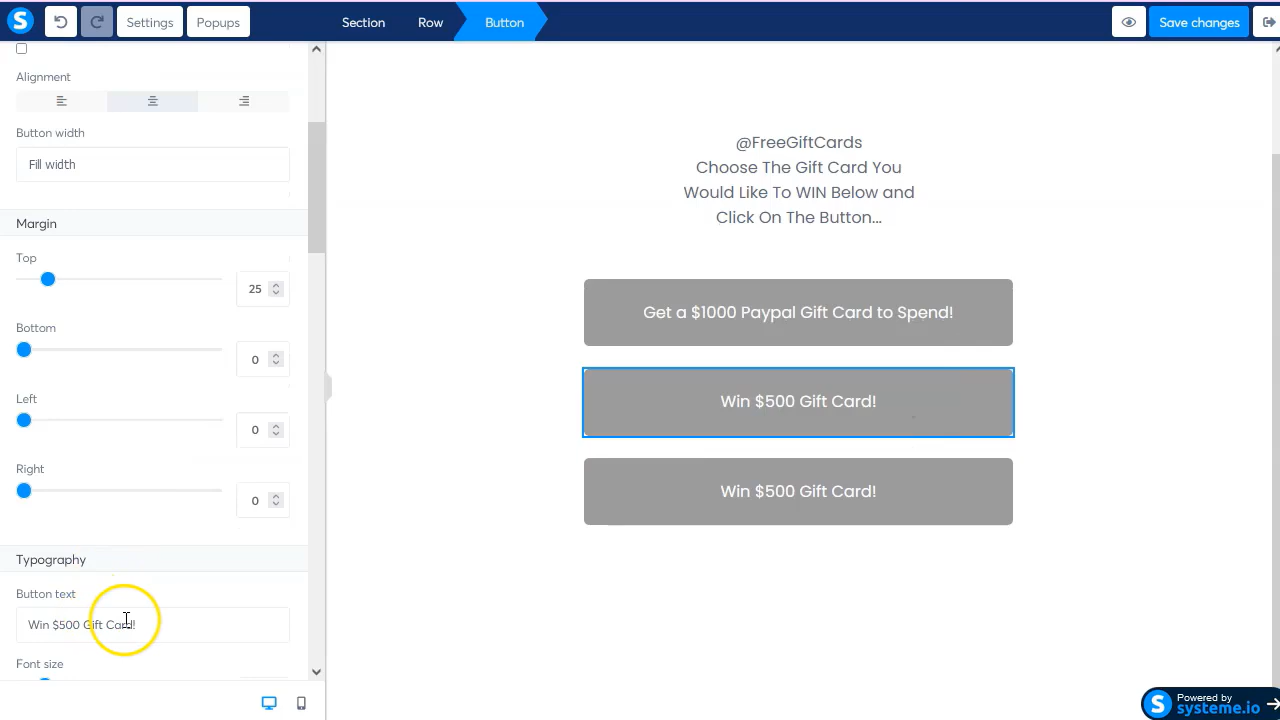 S
Settings
Popups
Section
Row
Button
Save changes
Alignment
Button width
Fill width
Margin
Top
25
Bottom
0
Left
0
Right
0
Typography
Button text
Win $500 Gift Card!
Font size
@FreeGiftCards
Choose The Gift Card You
Would Like To WIN Below and
Click On The Button...
Get a $1000 Paypal Gift Card to Spend!
Win $500 Gift Card!
Win $500 Gift Card!
S
Powered by
systeme.io